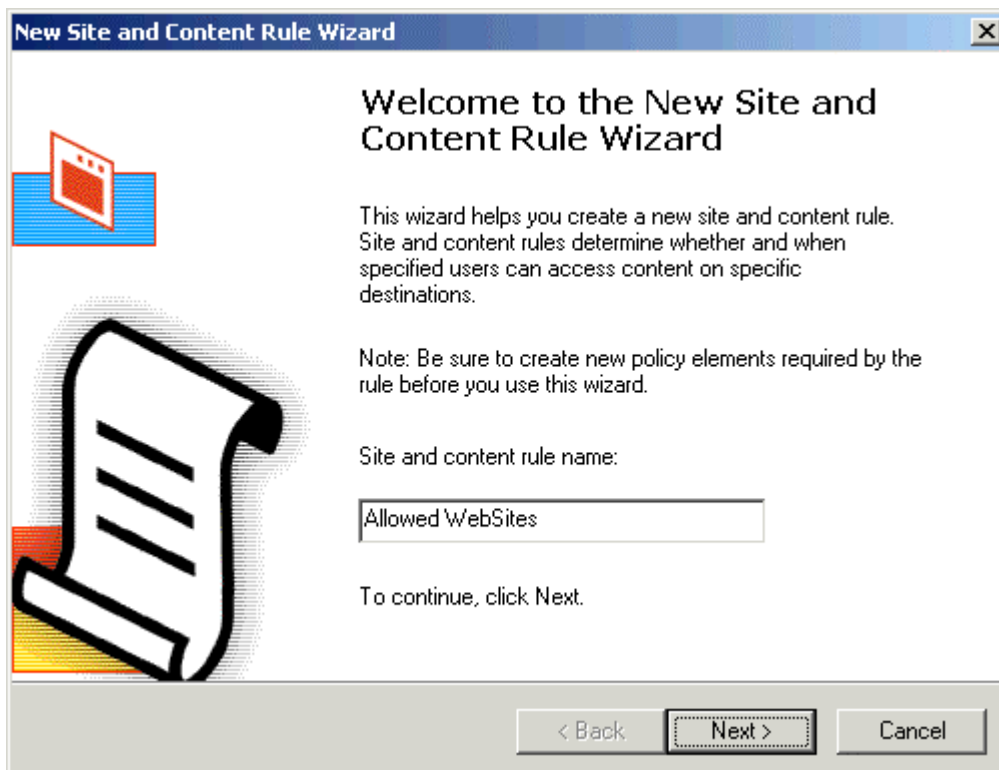 New Site and Content Rule Wizard
Welcome to the New Site and
Content Rule Wizard
This wizard helps you create a new site and content rule.
Site and content rules determine whether and when
specified users can access content on specific
destinations.
Note: Be sure to create new policy elements required by the
rule before you use this wizard.
Site and content rule name:
Allowed WebSites
To continue, click Next.
< Back
Next >
Cancel